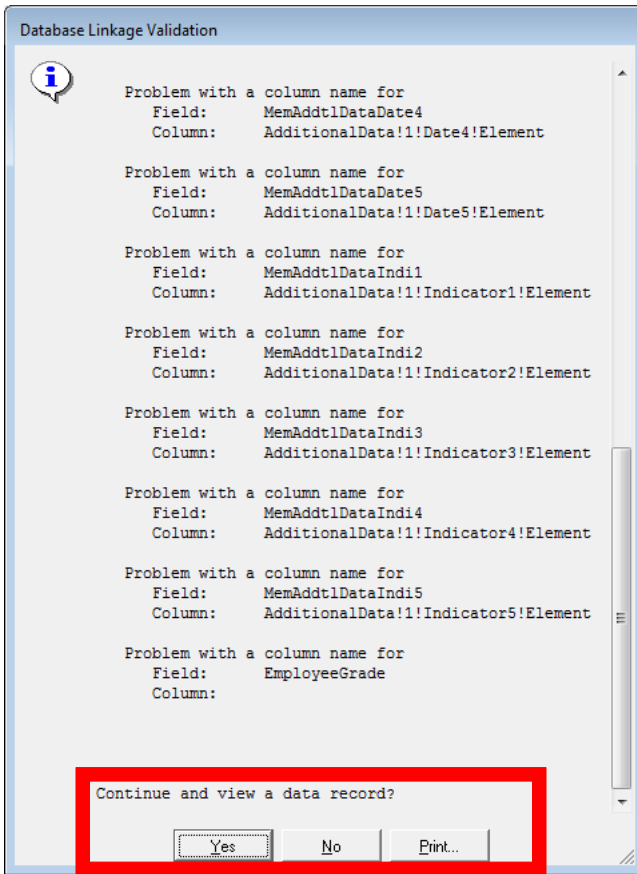 Database Linkage Validation
Problem with a column name for
Field: MemAddtlDataDate4
Column: AdditionalData!1!Date4!Element
Problem with a column name for
Field: MemAddtlDataDate5
Column: AdditionalData!1!Date5!Element
Problem with a column name for
Field: MemAddtlDataIndi1
Column: AdditionalData!1!Indicator1!Element
Problem with a column name for
Field: MemAddtlDataIndi2
Column: AdditionalData!1!Indicator2!Element
Problem with a column name for
Field: MemAddtlDataIndi3
Column: AdditionalData!1!Indicator3!Element
Problem with a column name for
Field: MemAddtlDataIndi4
Column: AdditionalData!1!Indicator4!Element
Problem with a column name for
Field: MemAddtlDataIndi5
Column: AdditionalData!1!Indicator5!Element
Problem with a column name for
Field: EmployeeGrade
Column:
Continue and view a data record?
Yes No Print...